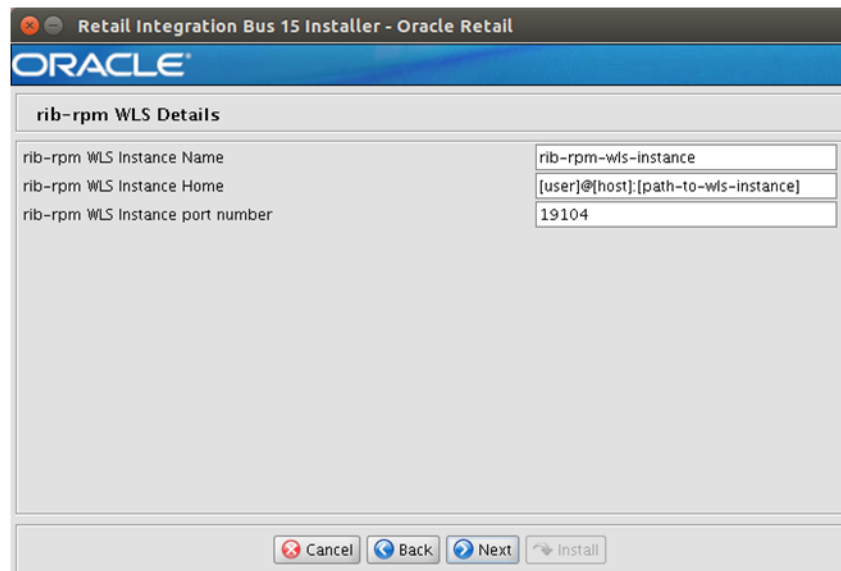 Retail Integration Bus 15 Installer - Oracle Retail
ORACLE
rib-rpm WLS Details
rib-rpm WLS Instance Name rib-rpm-wls-instance
rib-rpm WLS Instance Home [user]@[host]:[path-to-wls-instance]
rib-rpm WLS Instance port number 19104
Cancel Back Next Install